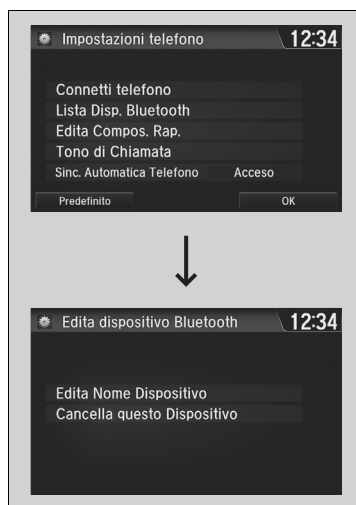 Impostazioni telefono 12:34
Connetti telefono
Lista Disp. Bluetooth
Edita Compos. Rap.
Tono di Chiamata
Sinc. Automatica Telefono Acceso
Predefinito OK
Edita dispositivo Bluetooth 12:34
Edita Nome Dispositivo
Cancella questo Dispositivo